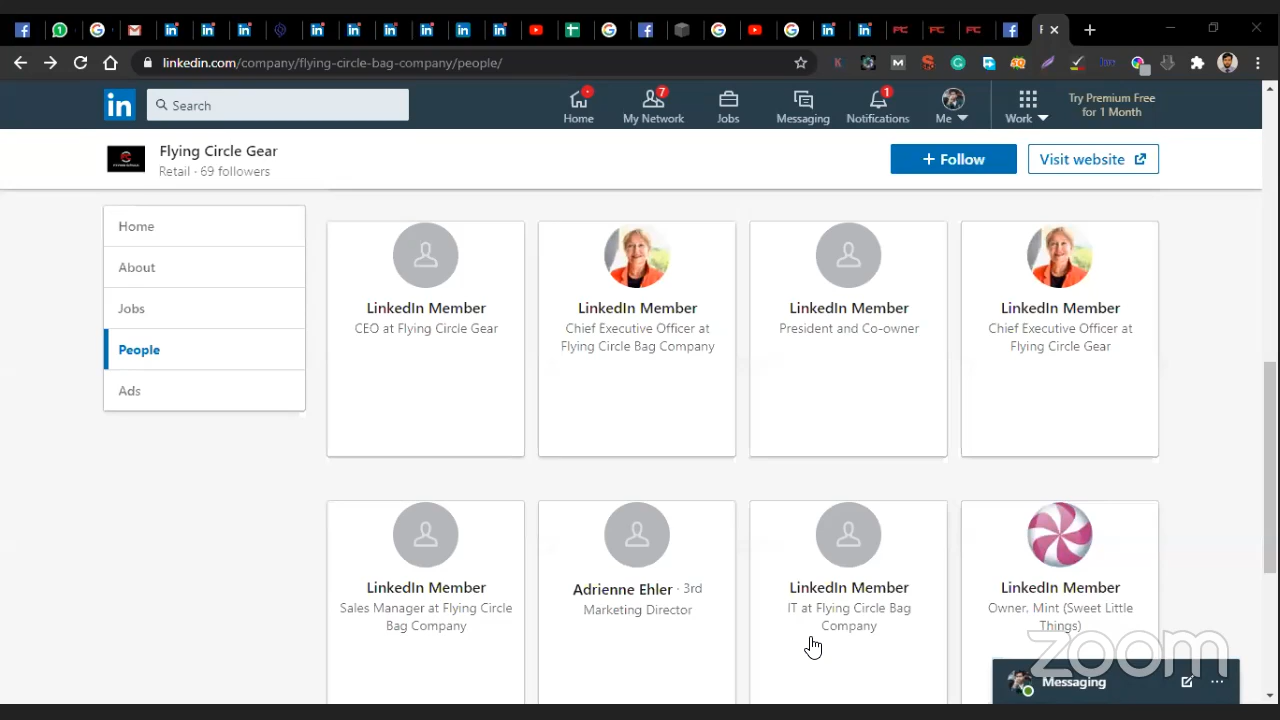 linkedin.com/company/flying-circle-bag-company/people/
in
Search
Home
7
My Network
Jobs
Messaging
1
Notifications
Me
Work
Try Premium Free
for 1 Month
Flying Circle Gear
Retail · 69 followers
+ Follow
Visit website
Home
About
Jobs
People
Ads
LinkedIn Member
CEO at Flying Circle Gear
LinkedIn Member
Chief Executive Officer at
Flying Circle Bag Company
LinkedIn Member
President and Co-owner
LinkedIn Member
Chief Executive Officer at
Flying Circle Gear
LinkedIn Member
Sales Manager at Flying Circle
Bag Company
Adrienne Ehler · 3rd
Marketing Director
LinkedIn Member
IT at Flying Circle Bag
Company
LinkedIn Member
Owner, Mint (Sweet Little
Things)
zoom
Messaging